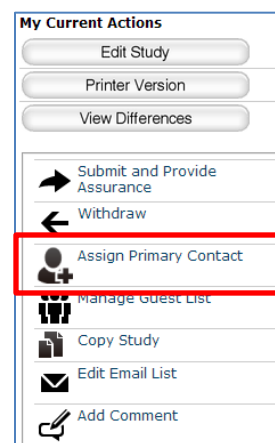 My Current Actions
Edit Study
Printer Version
View Differences
Submit and Provide
Assurance
Withdraw
Assign Primary Contact
Manage Guest List
Copy Study
Edit Email List
Add Comment